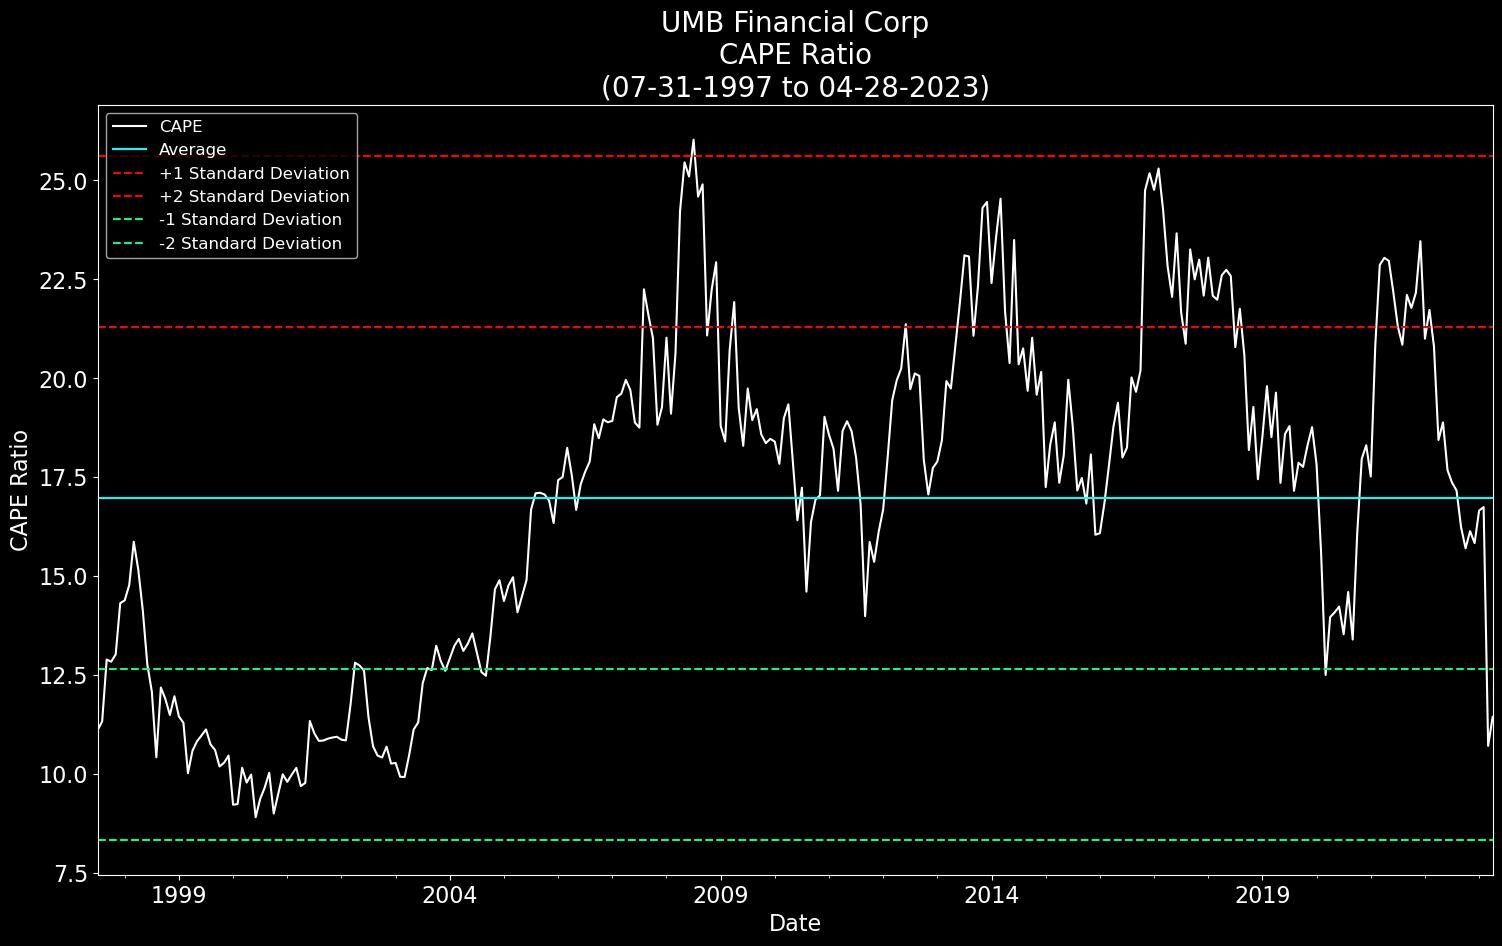 UMB Financial Corp
CAPE Ratio
(07-31-1997 to 04-28-2023)
CAPE
Average
+1 Standard Deviation
+2 Standard Deviation
-1 Standard Deviation
-2 Standard Deviation
CAPE Ratio
25.0
22.5
20.0
17.5
15.0
12.5
10.0
7.5
1999 2004 2009 2014 2019
Date